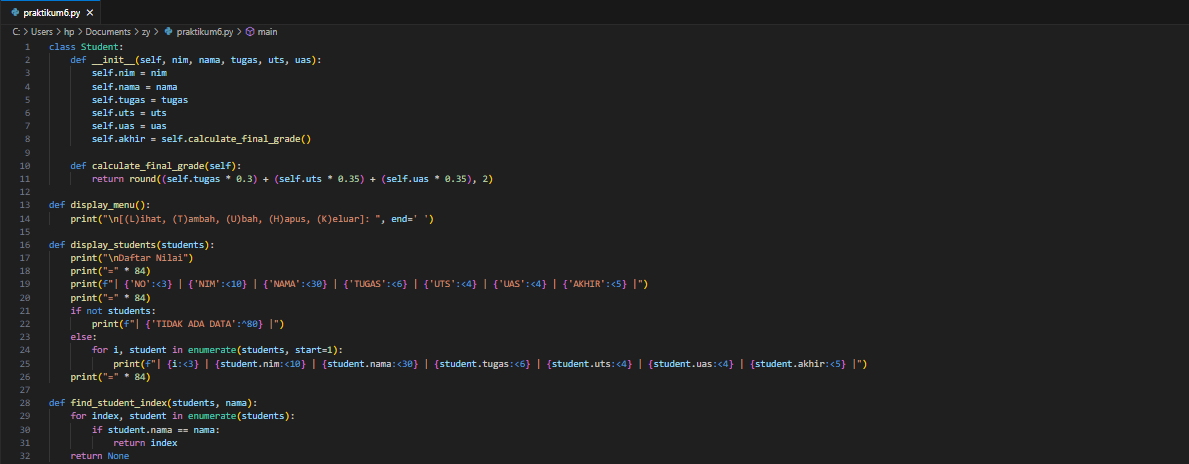 praktikum6.py
C: > Users > hp > Documents > zy > praktikum6.py > main
1 class Student:
2     def __init__(self, nim, nama, tugas, uts, uas):
3         self.nim = nim
4         self.nama = nama
5         self.tugas = tugas
6         self.uts = uts
7         self.uas = uas
8         self.akhir = self.calculate_final_grade()
9
10     def calculate_final_grade(self):
11         return round((self.tugas * 0.3) + (self.uts * 0.35) + (self.uas * 0.35), 2)
12
13 def display_menu():
14     print("\n[(L)ihat, (T)ambah, (U)bah, (H)apus, (K)eluar]: ", end=' ')
15
16 def display_students(students):
17     print("\nDaftar Nilai")
18     print("=" * 84)
19     print(f"| {'NO':<3} | {'NIM':<10} | {'NAMA':<30} | {'TUGAS':<6} | {'UTS':<4} | {'UAS':<4} | {'AKHIR':<5} |")
20     print("=" * 84)
21     if not students:
22         print(f"| {'TIDAK ADA DATA':^80} |")
23     else:
24         for i, student in enumerate(students, start=1):
25             print(f"| {i:<3} | {student.nim:<10} | {student.nama:<30} | {student.tugas:<6} | {student.uts:<4} | {student.uas:<4} | {student.akhir:<5} |")
26     print("=" * 84)
27
28 def find_student_index(students, nama):
29     for index, student in enumerate(students):
30         if student.nama == nama:
31             return index
32     return None